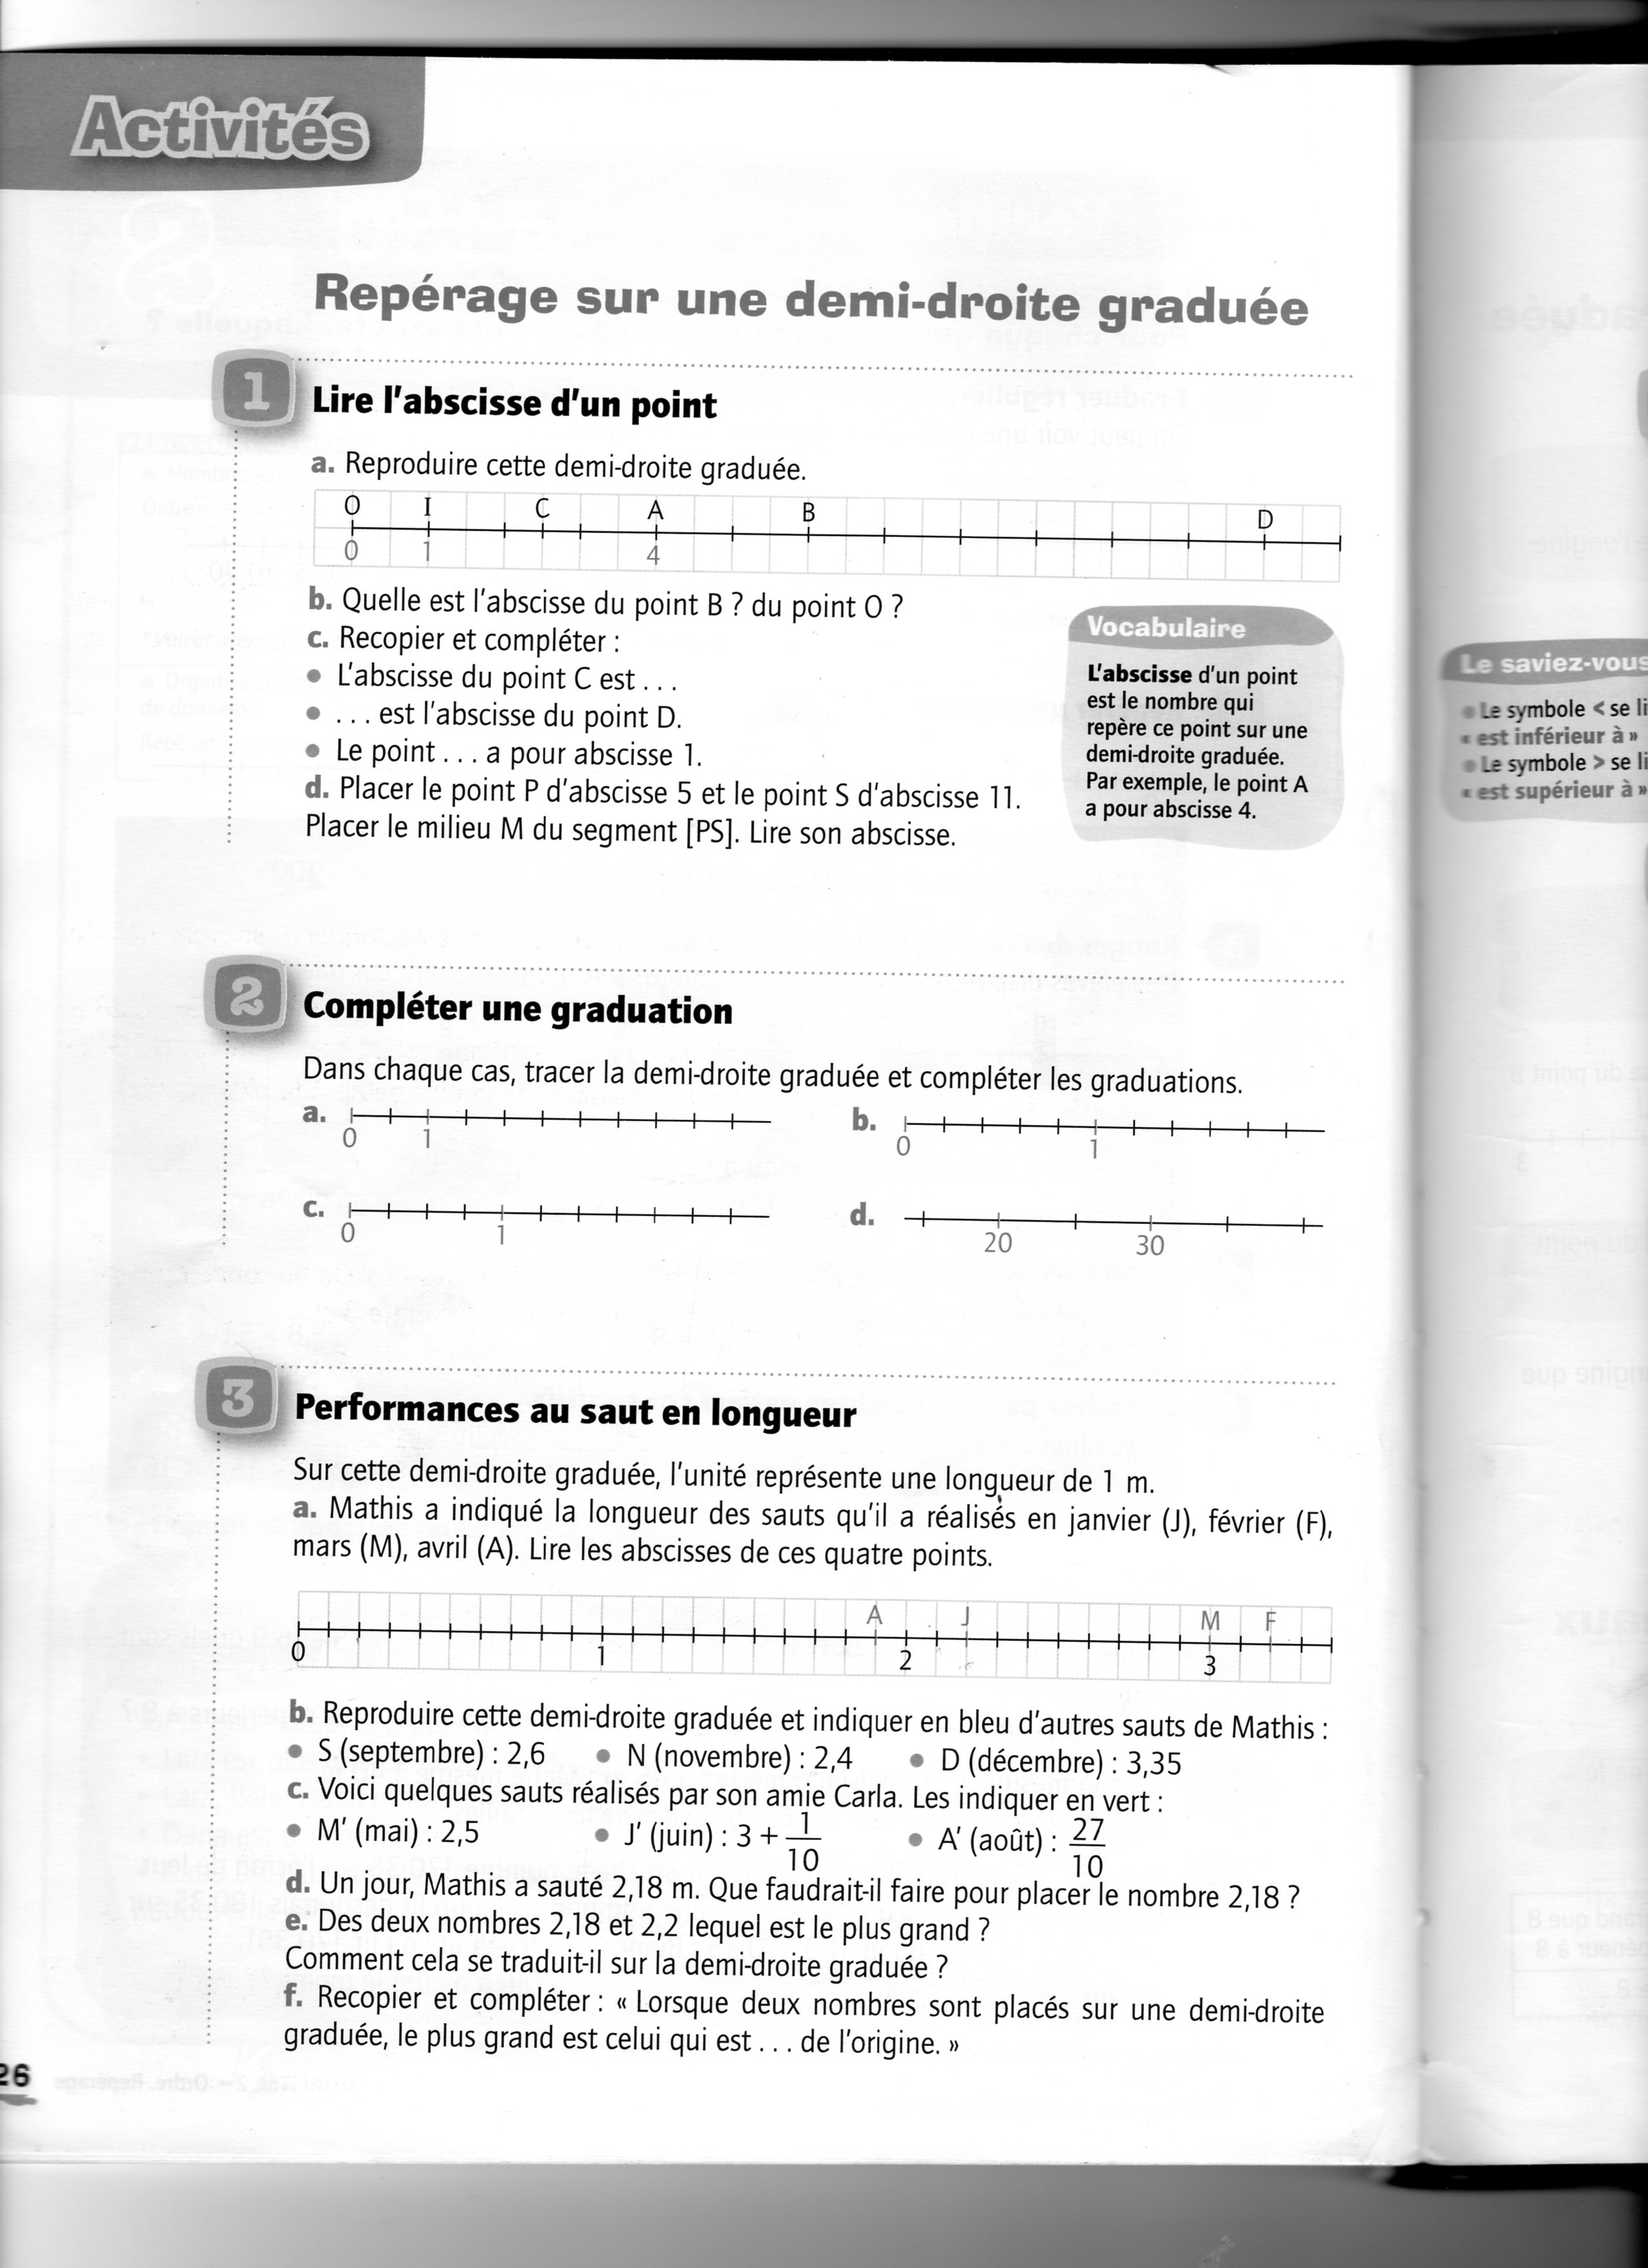 Activités
Repérage sur une demi-droite graduée
1
Lire l'abscisse d'un point
a. Reproduire cette demi-droite graduée.
O I C A B D
0 1 4
b. Quelle est l'abscisse du point B ? du point O ?
c. Recopier et compléter :
• L'abscisse du point C est . . .
• . . . est l'abscisse du point D.
• Le point . . . a pour abscisse 1.
d. Placer le point P d'abscisse 5 et le point S d'abscisse 11.
Placer le milieu M du segment [PS]. Lire son abscisse.
Vocabulaire
L'abscisse d'un point
est le nombre qui
repère ce point sur une
demi-droite graduée.
Par exemple, le point A
a pour abscisse 4.
2
Compléter une graduation
Dans chaque cas, tracer la demi-droite graduée et compléter les graduations.
a. 0 1
b. 0 1
c. 0 1
d. 20 30
3
Performances au saut en longueur
Sur cette demi-droite graduée, l'unité représente une longueur de 1 m.
a. Mathis a indiqué la longueur des sauts qu'il a réalisés en janvier (J), février (F),
mars (M), avril (A). Lire les abscisses de ces quatre points.
A J M F
0 1 2 3
b. Reproduire cette demi-droite graduée et indiquer en bleu d'autres sauts de Mathis :
• S (septembre) : 2,6 • N (novembre) : 2,4 • D (décembre) : 3,35
c. Voici quelques sauts réalisés par son amie Carla. Les indiquer en vert :
• M' (mai) : 2,5 • J' (juin) : 3 + 1/10 • A' (août) : 27/10
d. Un jour, Mathis a sauté 2,18 m. Que faudrait-il faire pour placer le nombre 2,18 ?
e. Des deux nombres 2,18 et 2,2 lequel est le plus grand ?
Comment cela se traduit-il sur la demi-droite graduée ?
f. Recopier et compléter : « Lorsque deux nombres sont placés sur une demi-droite
graduée, le plus grand est celui qui est . . . de l'origine. »
26
Le saviez-vous
• Le symbole < se li
« est inférieur à »
• Le symbole > se li
« est supérieur à »